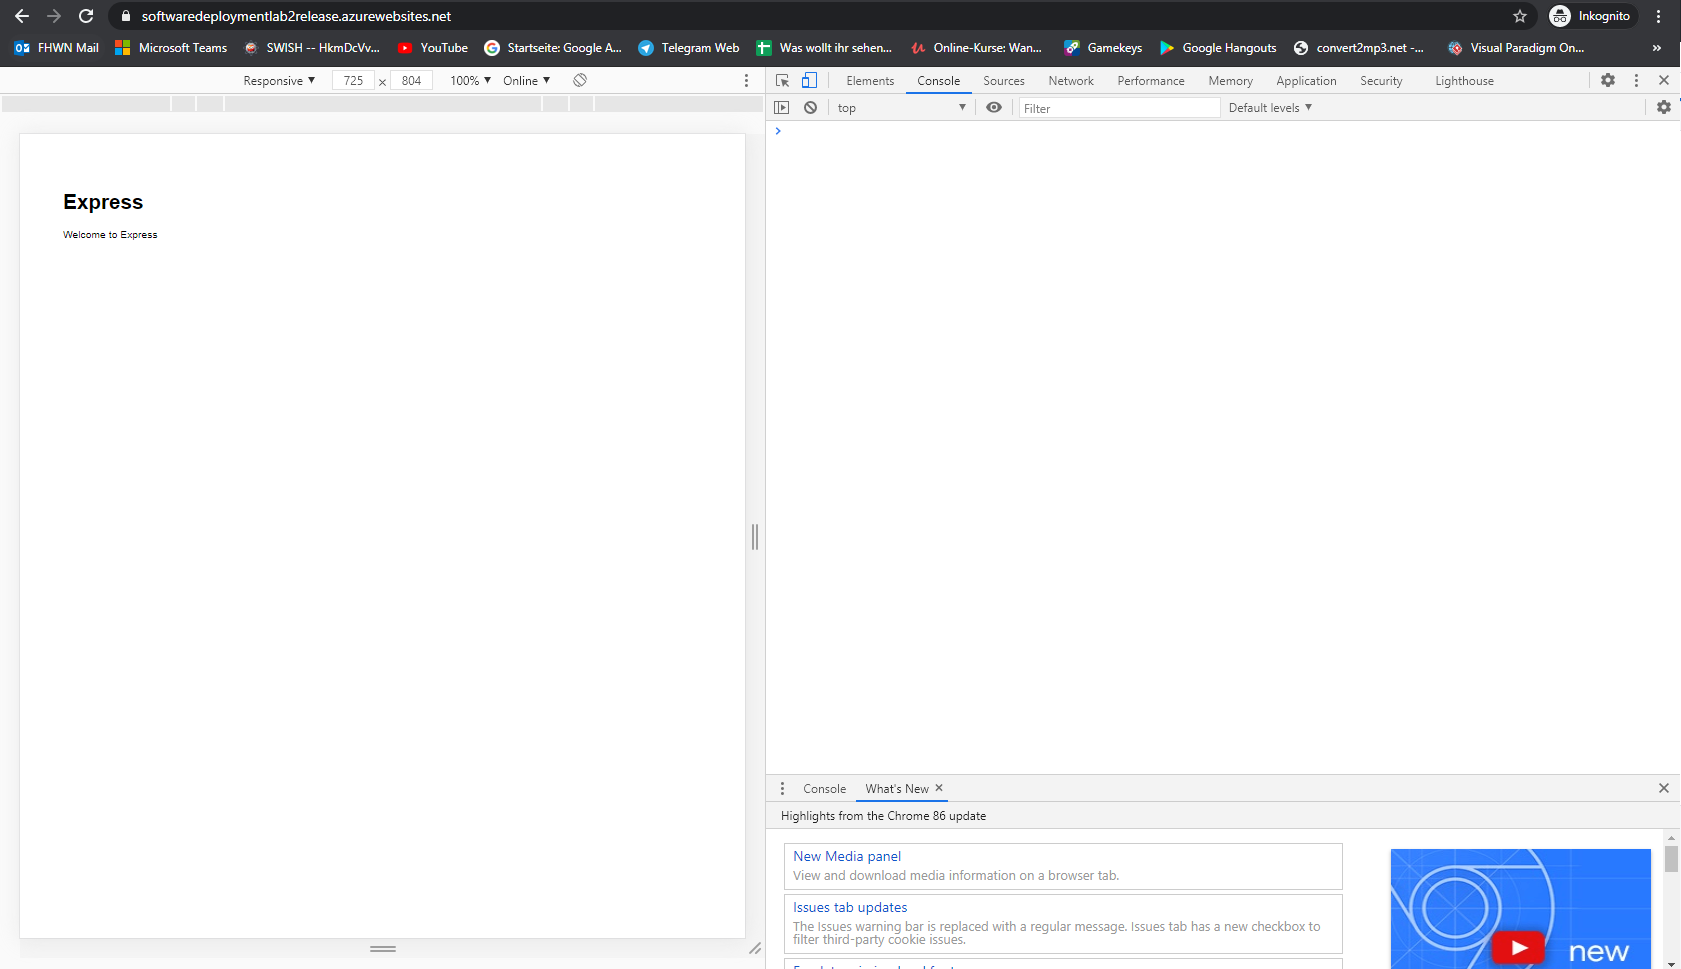 softwaredeploymentlab2release.azurewebsites.net
Inkognito
FHWN Mail
Microsoft Teams
SWISH -- HkmDcVv...
YouTube
Startseite: Google A...
Telegram Web
Was wollt ihr sehen...
Online-Kurse: Wan...
Gamekeys
Google Hangouts
convert2mp3.net -...
Visual Paradigm On...
»
Responsive ▼ 725 × 804 100% ▼ Online ▼
Elements Console Sources Network Performance Memory Application Security Lighthouse
top ▼ Filter Default levels ▼
Express
Welcome to Express
Console What's New ×
Highlights from the Chrome 86 update
New Media panel
View and download media information on a browser tab.
Issues tab updates
The Issues warning bar is replaced with a regular message. Issues tab has a new checkbox to
filter third-party cookie issues.
new